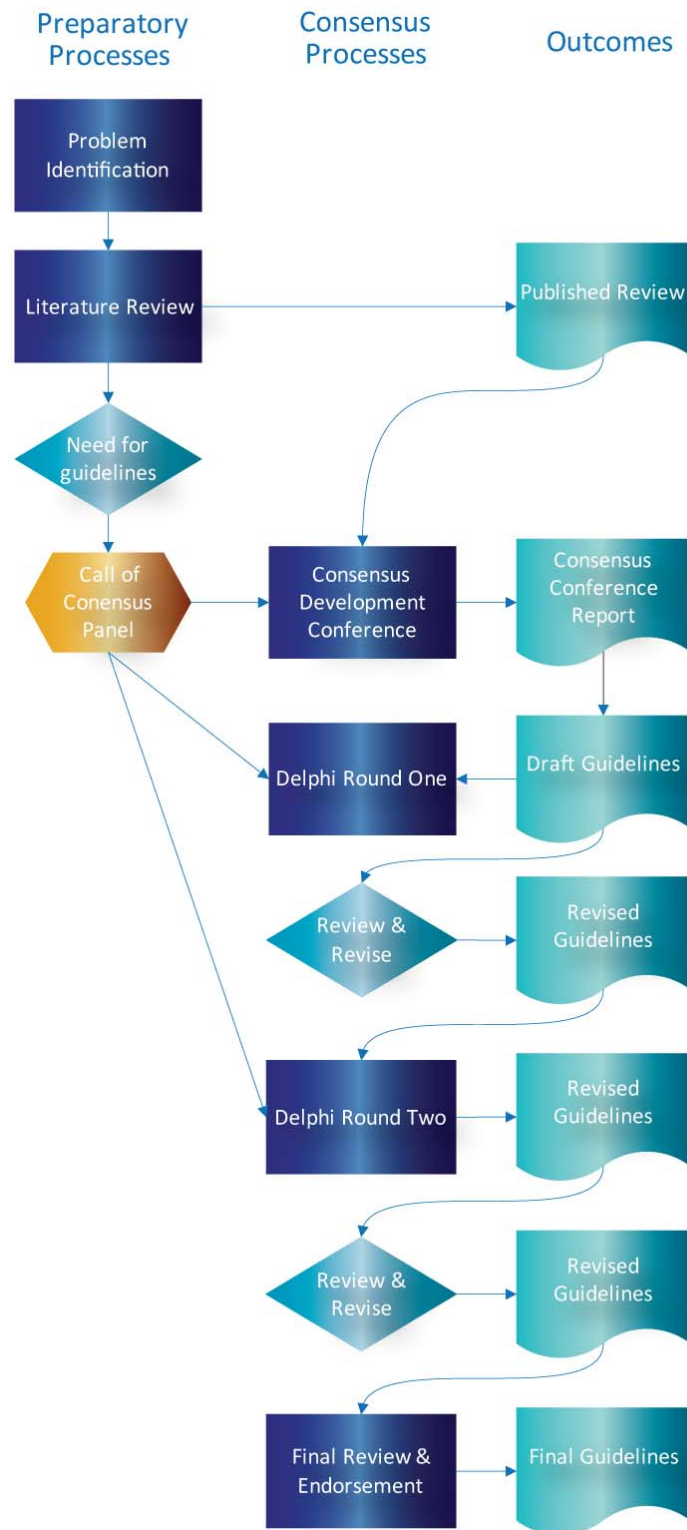 Preparatory
Processes
Consensus
Processes
Outcomes
Problem
Identification
Literature Review
Published Review
Need for
guidelines
Call of
Conensus
Panel
Consensus
Development
Conference
Consensus
Conference
Report
Delphi Round One
Draft Guidelines
Review &
Revise
Revised
Guidelines
Delphi Round Two
Revised
Guidelines
Review &
Revise
Revised
Guidelines
Final Review &
Endorsement
Final Guidelines